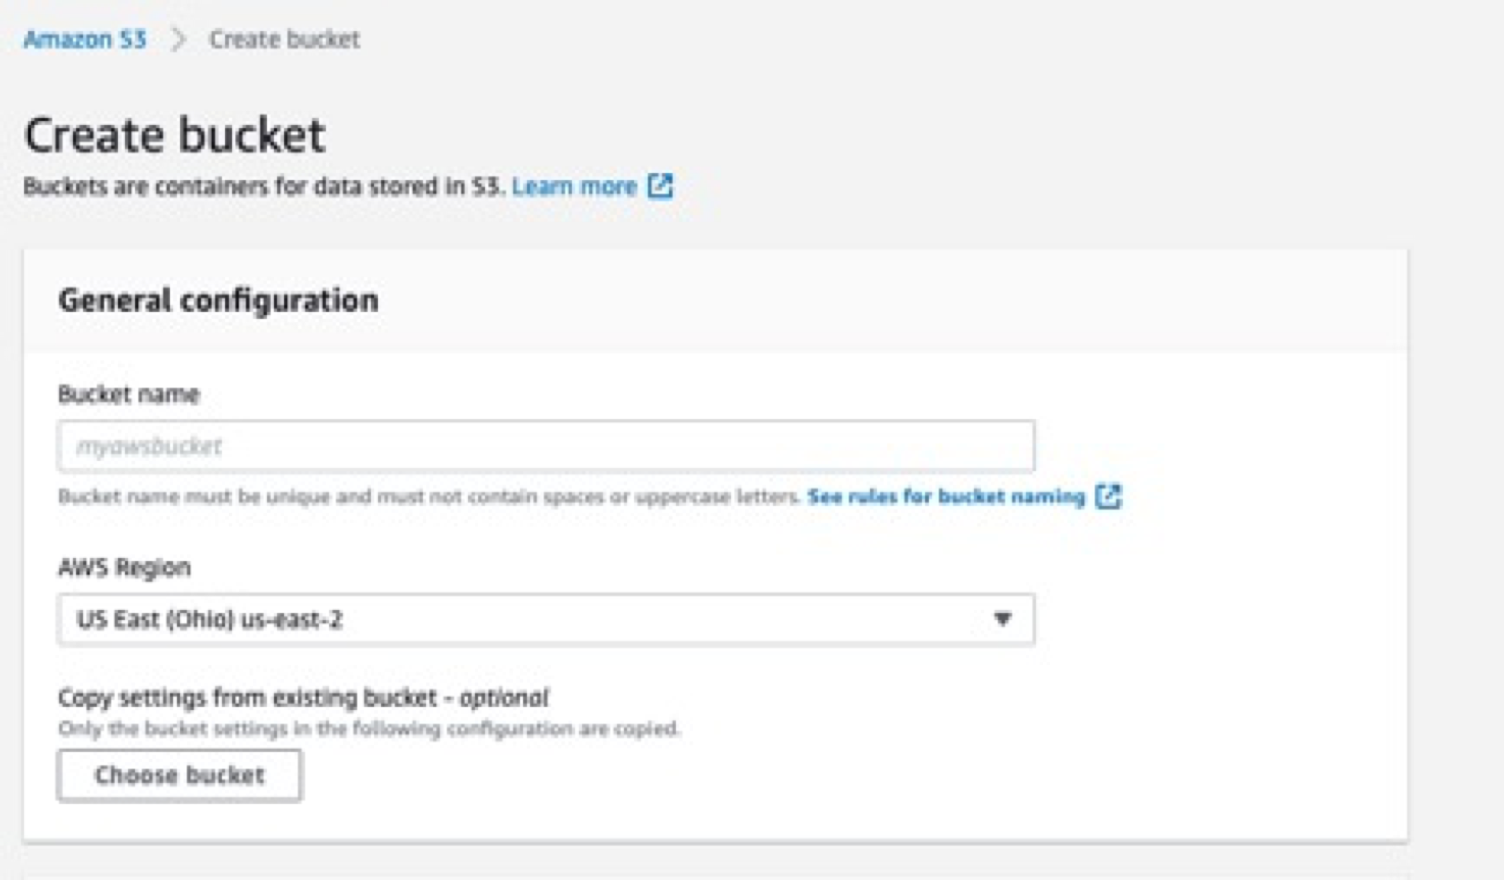 Amazon S3 > Create bucket
Create bucket
Buckets are containers for data stored in S3. Learn more
General configuration
Bucket name
myawsbucket
Bucket name must be unique and must not contain spaces or uppercase letters. See rules for bucket naming
AWS Region
US East (Ohio) us-east-2
Copy settings from existing bucket - optional
Only the bucket settings in the following configuration are copied.
Choose bucket